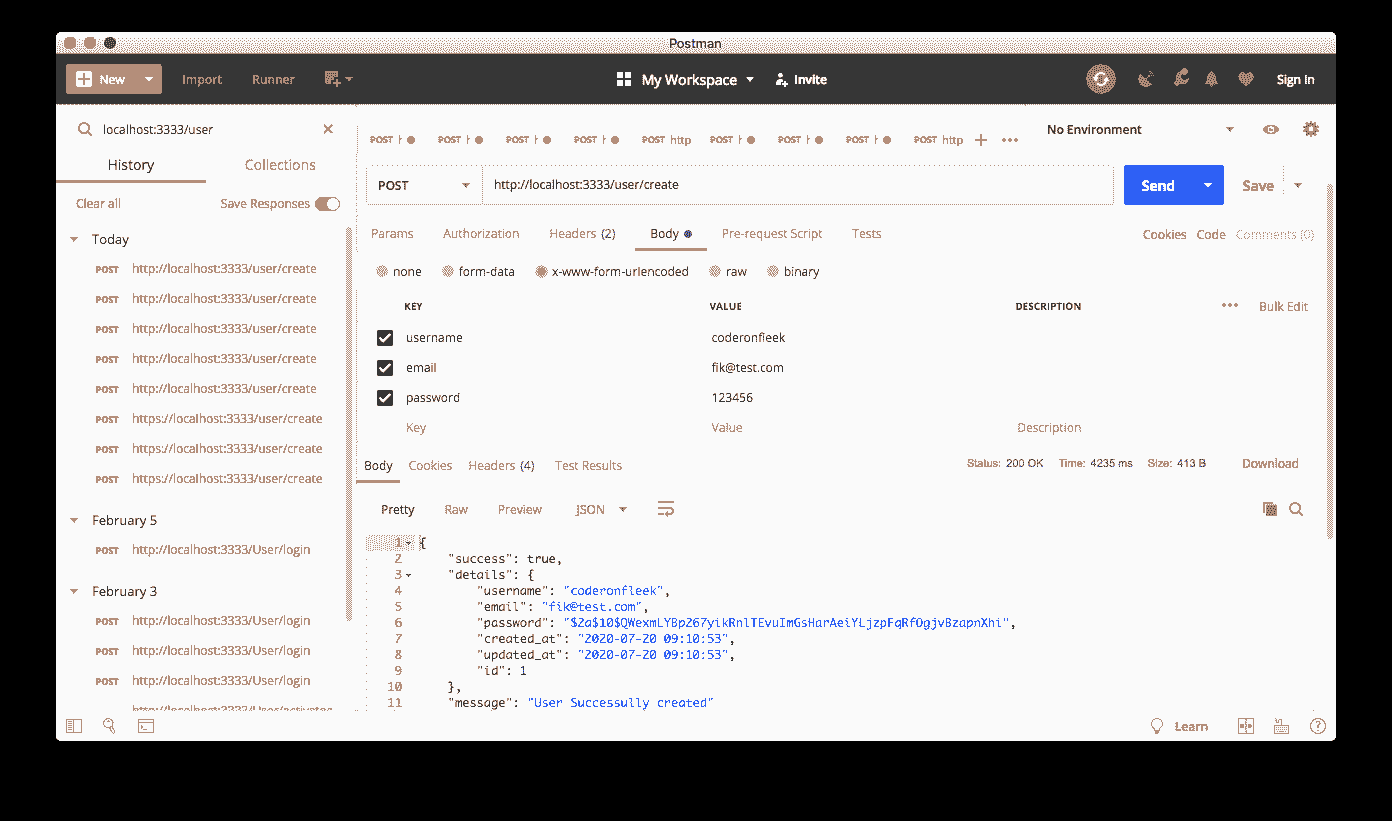 Postman
New Import Runner My Workspace Invite Sign In
localhost:3333/user
History Collections
Clear all Save Responses
Today
POST http://localhost:3333/user/create
POST http://localhost:3333/user/create
POST http://localhost:3333/user/create
POST http://localhost:3333/user/create
POST http://localhost:3333/user/create
POST https://localhost:3333/user/create
POST https://localhost:3333/user/create
POST https://localhost:3333/user/create
February 5
POST http://localhost:3333/User/login
February 3
POST http://localhost:3333/User/login
POST http://localhost:3333/User/login
POST http://localhost:3333/User/login
POST POST POST POST POST http POST POST POST POST http
No Environment
POST http://localhost:3333/user/create Send Save
Params Authorization Headers (2) Body Pre-request Script Tests Cookies Code Comments (0)
none form-data x-www-form-urlencoded raw binary
KEY VALUE DESCRIPTION Bulk Edit
username coderonfleek
email fik@test.com
password 123456
Key Value Description
Body Cookies Headers (4) Test Results Status: 200 OK Time: 4235 ms Size: 413 B Download
Pretty Raw Preview JSON
1 {
2 "success": true,
3 "details": {
4 "username": "coderonfleek",
5 "email": "fik@test.com",
6 "password":
7 "created_at": "2020-07-20 09:10:53",
8 "updated_at": "2020-07-20 09:10:53",
9 "id": 1
10 },
11 "message": "User Successully created"
Learn